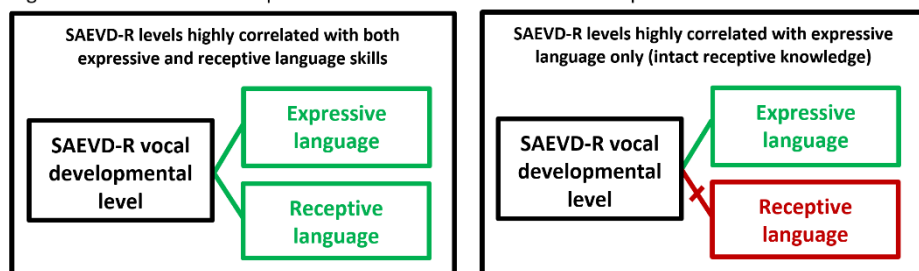 SAEVD-R levels highly correlated with both
expressive and receptive language skills
SAEVD-R vocal
developmental
level
Expressive
language
Receptive
language
SAEVD-R levels highly correlated with expressive
language only (intact receptive knowledge)
SAEVD-R vocal
developmental
level
Expressive
language
Receptive
language